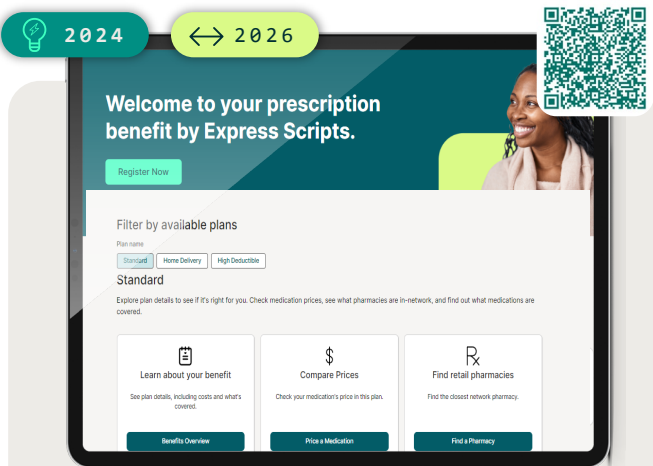 2024
2026
Welcome to your prescription
benefit by Express Scripts.
Register Now
Filter by available plans
Plan name
Standard
Home Delivery
High Deductible
Standard
Explore plan details to see if it's right for you. Check medication prices, see what pharmacies are in-network, and find out what medications are
covered.
Learn about your benefit
See plan details, including costs and what's
covered.
Benefits Overview
$
Compare Prices
Check your medication's price in this plan.
Price a Medication
Rx
Find retail pharmacies
Find the closest network pharmacy.
Find a Pharmacy